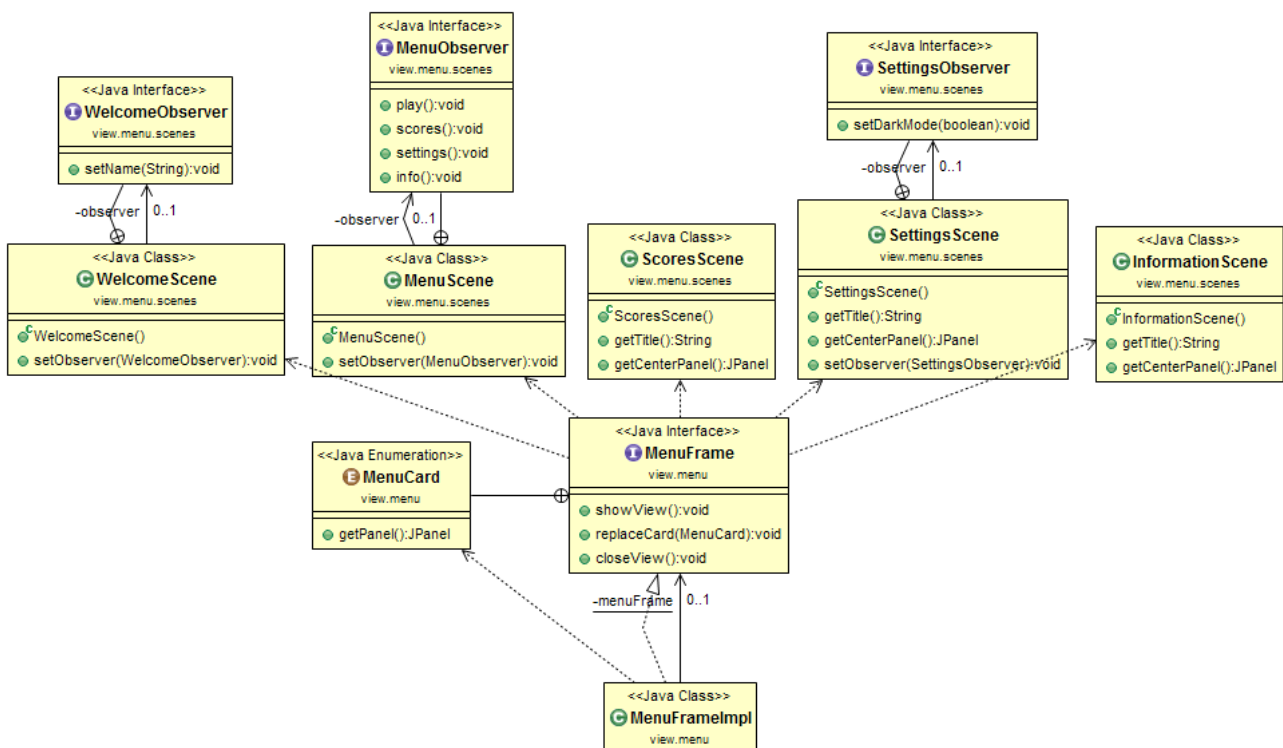 <<Java Interface>>
I MenuObserver
view.menu.scenes
play():void
scores():void
settings():void
info():void
<<Java Interface>>
I SettingsObserver
view.menu.scenes
setDarkMode(boolean):void
<<Java Interface>>
I WelcomeObserver
view.menu.scenes
setName(String):void
-observer 0..1
-observer 0..1
-observer 0..1
<<Java Class>>
C WelcomeScene
view.menu.scenes
C WelcomeScene()
setObserver(WelcomeObserver):void
<<Java Class>>
C MenuScene
view.menu.scenes
C MenuScene()
setObserver(MenuObserver):void
<<Java Class>>
C ScoresScene
view.menu.scenes
C ScoresScene()
getTitle():String
getCenterPanel():JPanel
<<Java Class>>
C SettingsScene
view.menu.scenes
C SettingsScene()
getTitle():String
getCenterPanel():JPanel
setObserver(SettingsObserver):void
<<Java Class>>
C InformationScene
view.menu.scenes
C InformationScene()
getTitle():String
getCenterPanel():JPanel
<<Java Enumeration>>
E MenuCard
view.menu
getPanel():JPanel
<<Java Interface>>
I MenuFrame
view.menu
showView():void
replaceCard(MenuCard):void
closeView():void
-menuFrame 0..1
<<Java Class>>
C MenuFrameImpl
view.menu